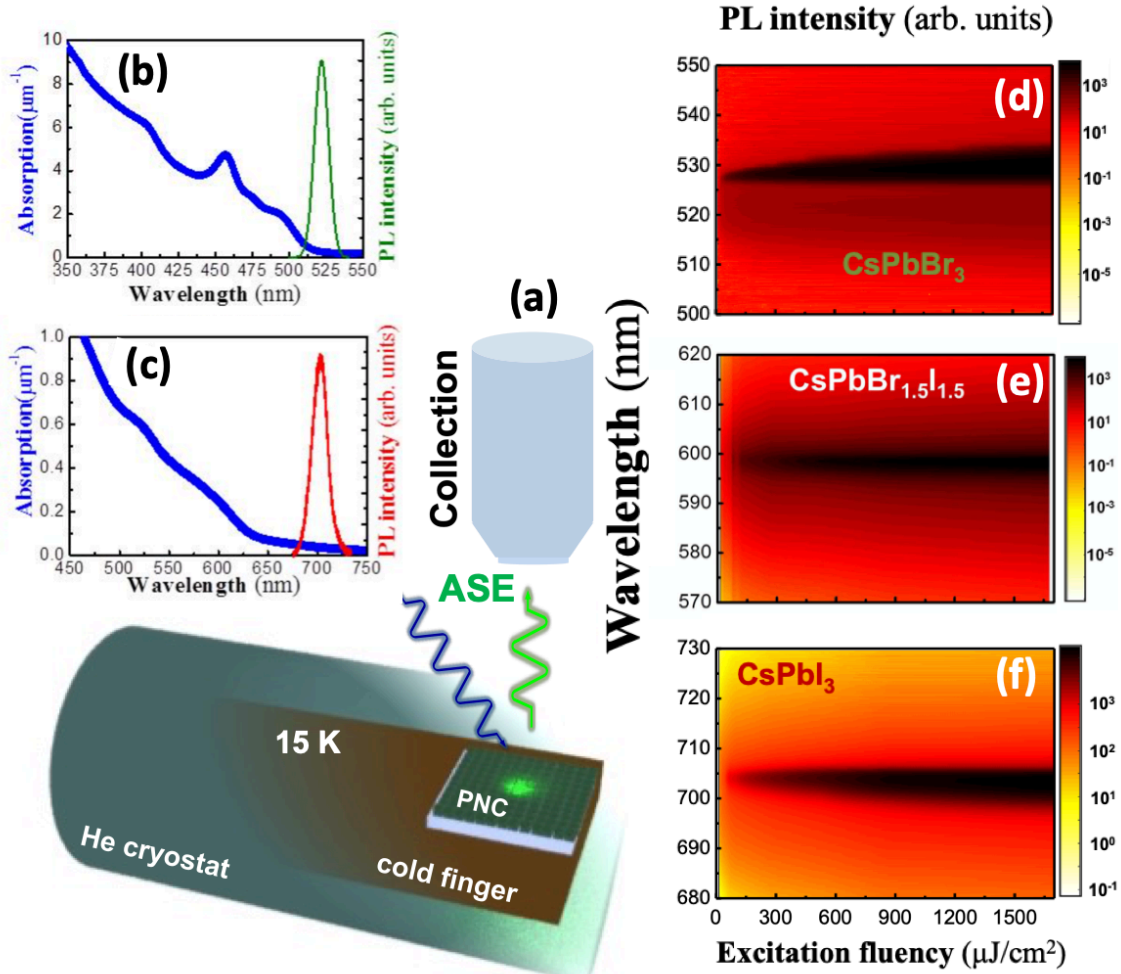 PL intensity (arb. units)
(b)
10
8
6
4
2
0
Absorption(μm⁻¹)
PL intensity (arb. units)
350 375 400 425 450 475 500 525 550
Wavelength (nm)
(c)
1.0
0.8
0.6
0.4
0.2
0.0
Absorption(μm⁻¹)
PL intensity (arb. units)
450 500 550 600 650 700 750
Wavelength (nm)
(a)
Collection
ASE
15 K
PNC
He cryostat
cold finger
Wavelength (nm)
(d)
550
540
530
520
510
500
CsPbBr₃
10³
10¹
10⁻¹
10⁻³
10⁻⁵
(e)
CsPbBr₁.₅I₁.₅
620
610
600
590
580
570
10³
10¹
10⁻¹
10⁻³
10⁻⁵
(f)
CsPbI₃
730
720
710
700
690
680
10³
10²
10¹
10⁰
10⁻¹
0 300 600 900 1200 1500
Excitation fluency (μJ/cm²)